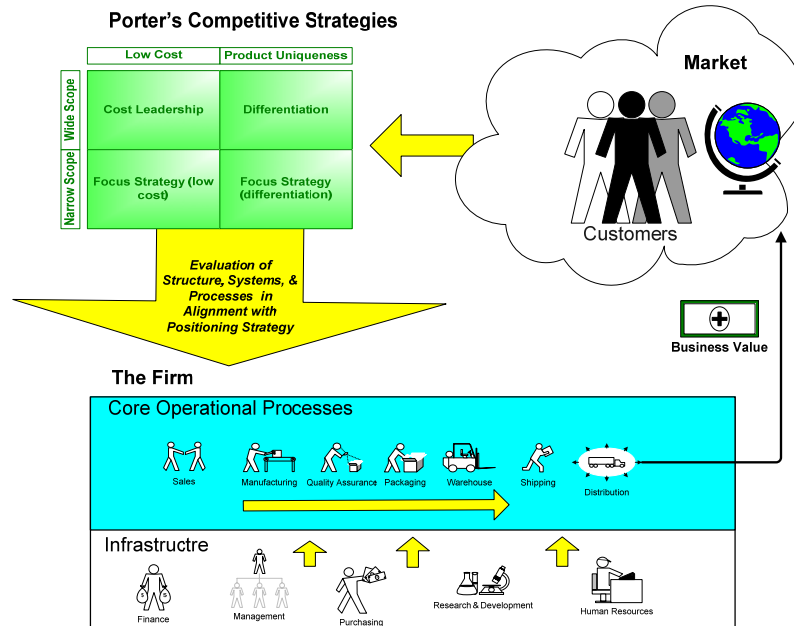 Porter's Competitive Strategies
Low Cost
Product Uniqueness
Wide Scope
Cost Leadership
Differentiation
Narrow Scope
Focus Strategy (low
cost)
Focus Strategy
(differentiation)
Market
Customers
Evaluation of
Structure, Systems, &
Processes in
Alignment with
Positioning Strategy
Business Value
The Firm
Core Operational Processes
Sales
Manufacturing
Quality Assurance
Packaging
Warehouse
Shipping
Distribution
Infrastructre
$ $
Finance
Management
Purchasing
Research & Development
Human Resources